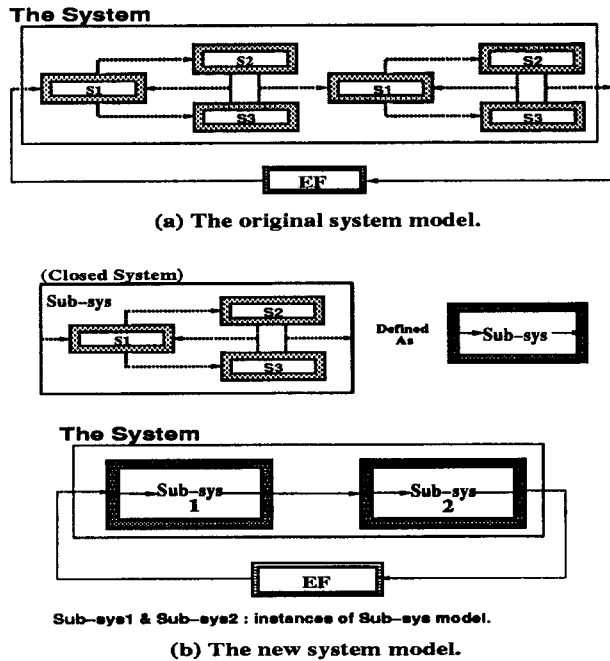 The System
S2 S2
S1 S1
S3 S3
EF
(a) The original system model.
(Closed System)
Sub-sys
S2
S1
S3
Defined
As
Sub-sys
The System
Sub-sys
1
Sub-sys
2
EF
Sub-sys1 & Sub-sys2 : instances of Sub-sys model.
(b) The new system model.